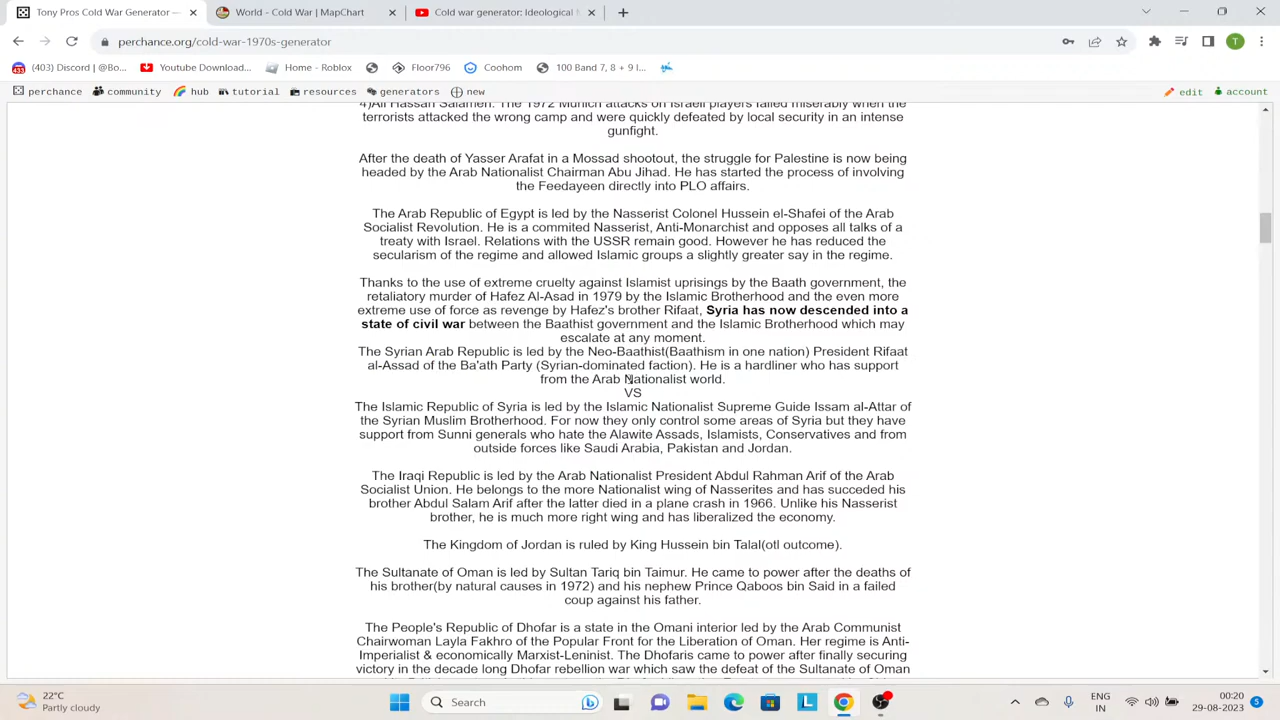 Tony Pros Cold War Generator ~
World - Cold War | MapChart
Cold war generator: Ideological
perchance.org/cold-war-1970s-generator
T
(403) Discord | @Bo...
Youtube Download...
Home - Roblox
Floor796
Coohom
100 Band 7, 8 + 9 I...
perchance
community
hub
tutorial
resources
generators
new
edit
account
4)Ali Hassan Salameh. The 1972 Munich attacks on Israeli players failed miserably when the
terrorists attacked the wrong camp and were quickly defeated by local security in an intense
gunfight.
After the death of Yasser Arafat in a Mossad shootout, the struggle for Palestine is now being
headed by the Arab Nationalist Chairman Abu Jihad. He has started the process of involving
the Feedayeen directly into PLO affairs.
The Arab Republic of Egypt is led by the Nasserist Colonel Hussein el-Shafei of the Arab
Socialist Revolution. He is a commited Nasserist, Anti-Monarchist and opposes all talks of a
treaty with Israel. Relations with the USSR remain good. However he has reduced the
secularism of the regime and allowed Islamic groups a slightly greater say in the regime.
Thanks to the use of extreme cruelty against Islamist uprisings by the Baath government, the
retaliatory murder of Hafez Al-Asad in 1979 by the Islamic Brotherhood and the even more
extreme use of force as revenge by Hafez's brother Rifaat, Syria has now descended into a
state of civil war between the Baathist government and the Islamic Brotherhood which may
escalate at any moment.
The Syrian Arab Republic is led by the Neo-Baathist(Baathism in one nation) President Rifaat
al-Assad of the Ba'ath Party (Syrian-dominated faction). He is a hardliner who has support
from the Arab Nationalist world.
VS
The Islamic Republic of Syria is led by the Islamic Nationalist Supreme Guide Issam al-Attar of
the Syrian Muslim Brotherhood. For now they only control some areas of Syria but they have
support from Sunni generals who hate the Alawite Assads, Islamists, Conservatives and from
outside forces like Saudi Arabia, Pakistan and Jordan.
The Iraqi Republic is led by the Arab Nationalist President Abdul Rahman Arif of the Arab
Socialist Union. He belongs to the more Nationalist wing of Nasserites and has succeded his
brother Abdul Salam Arif after the latter died in a plane crash in 1966. Unlike his Nasserist
brother, he is much more right wing and has liberalized the economy.
The Kingdom of Jordan is ruled by King Hussein bin Talal(otl outcome).
The Sultanate of Oman is led by Sultan Tariq bin Taimur. He came to power after the deaths of
his brother(by natural causes in 1972) and his nephew Prince Qaboos bin Said in a failed
coup against his father.
The People's Republic of Dhofar is a state in the Omani interior led by the Arab Communist
Chairwoman Layla Fakhro of the Popular Front for the Liberation of Oman. Her regime is Anti-
Imperialist & economically Marxist-Leninist. The Dhofaris came to power after finally securing
victory in the decade long Dhofar rebellion war which saw the defeat of the Sultanate of Oman
22°C
Partly cloudy
Search
ENG
IN
00:20
29-08-2023
5